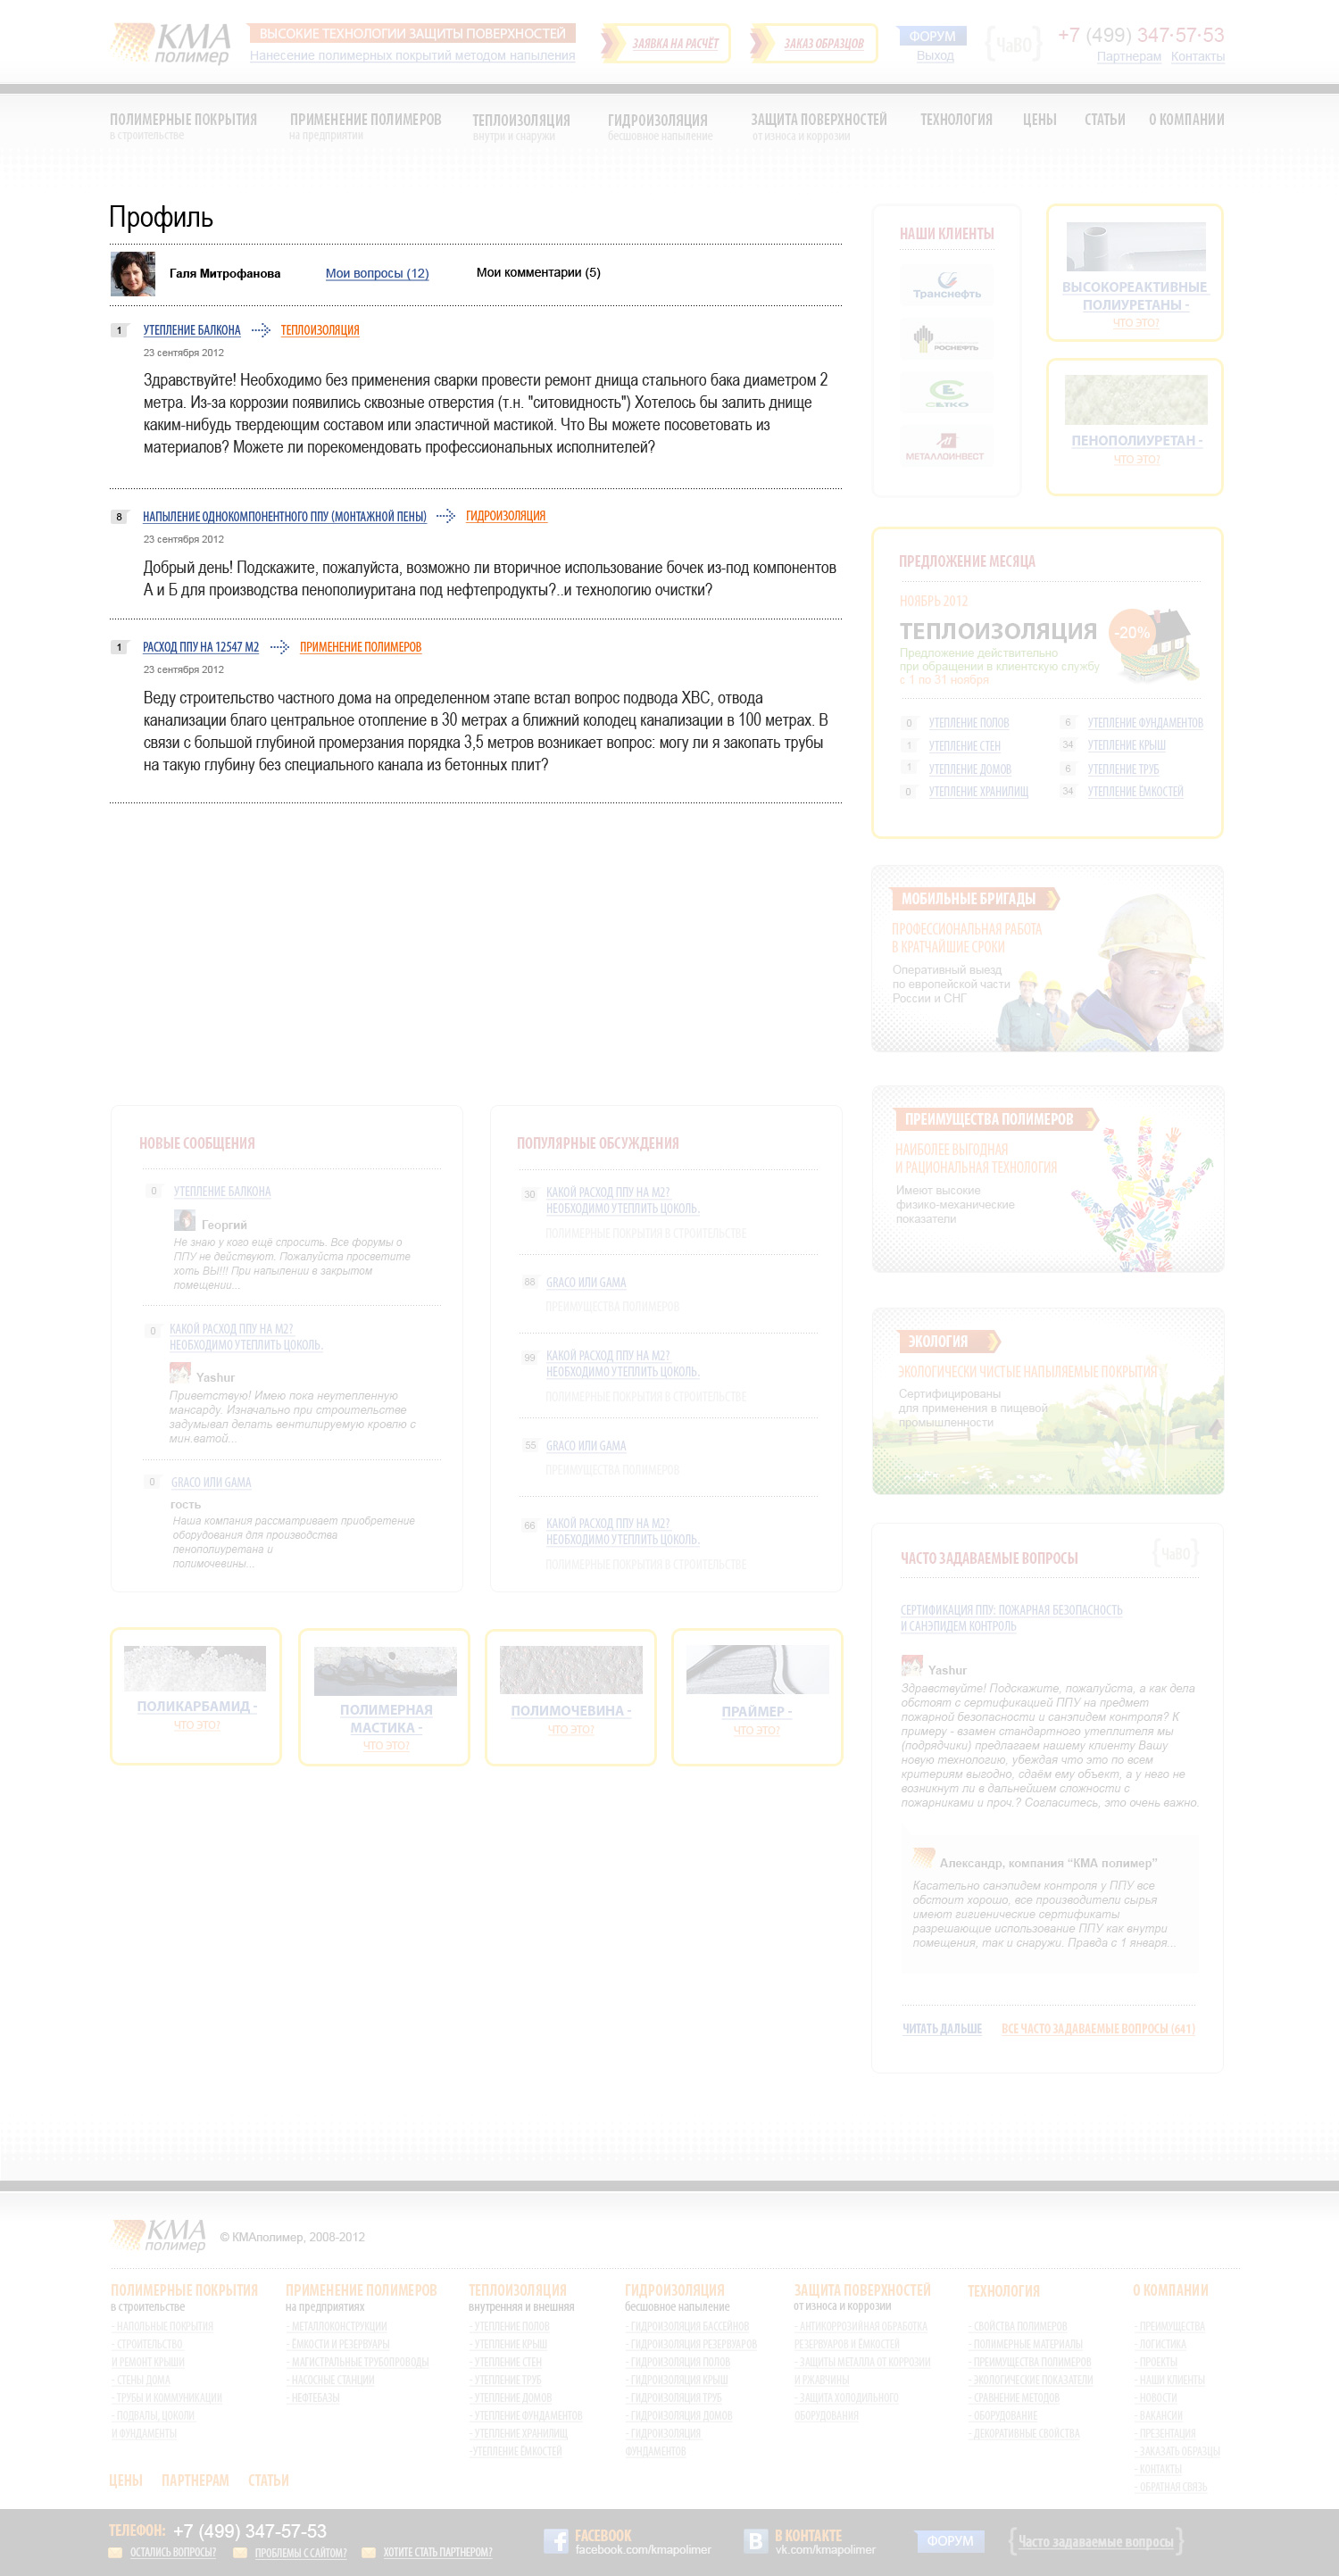 КМА
полимер
ВЫСОКИЕ ТЕХНОЛОГИИ ЗАЩИТЫ ПОВЕРХНОСТЕЙ
Нанесение полимерных покрытий методом напыления
ЗАЯВКА НА РАСЧЁТ
ЗАКАЗ ОБРАЗЦОВ
ФОРУМ
Выход
{ЧаВО}
+7 (499) 347-57-53
Партнерам Контакты
ПОЛИМЕРНЫЕ ПОКРЫТИЯ
в строительстве
ПРИМЕНЕНИЕ ПОЛИМЕРОВ
на предприятии
ТЕПЛОИЗОЛЯЦИЯ
внутри и снаружи
ГИДРОИЗОЛЯЦИЯ
бесшовное напыление
ЗАЩИТА ПОВЕРХНОСТЕЙ
от износа и коррозии
ТЕХНОЛОГИЯ
ЦЕНЫ
СТАТЬИ
О КОМПАНИИ
Профиль
Галя Митрофанова
Мои вопросы (12)
Мои комментарии (5)
1 УТЕПЛЕНИЕ БАЛКОНА ТЕПЛОИЗОЛЯЦИЯ
23 сентября 2012
Здравствуйте! Необходимо без применения сварки провести ремонт днища стального бака диаметром 2
метра. Из-за коррозии появились сквозные отверстия (т.н. "ситовидность") Хотелось бы залить днище
каким-нибудь твердеющим составом или эластичной мастикой. Что Вы можете посоветовать из
материалов? Можете ли порекомендовать профессиональных исполнителей?
8 НАПЫЛЕНИЕ ОДНОКОМПОНЕНТНОГО ППУ (МОНТАЖНОЙ ПЕНЫ) ГИДРОИЗОЛЯЦИЯ
23 сентября 2012
Добрый день! Подскажите, пожалуйста, возможно ли вторичное использование бочек из-под компонентов
А и Б для производства пенополиуритана под нефтепродукты?..и технологию очистки?
1 РАСХОД ППУ НА 12547 М2 ПРИМЕНЕНИЕ ПОЛИМЕРОВ
23 сентября 2012
Веду строительство частного дома на определенном этапе встал вопрос подвода ХВС, отвода
канализации благо центральное отопление в 30 метрах а ближний колодец канализации в 100 метрах. В
связи с большой глубиной промерзания порядка 3,5 метров возникает вопрос: могу ли я закопать трубы
на такую глубину без специального канала из бетонных плит?
НАШИ КЛИЕНТЫ
Транснефть
РОСНЕФТЬ
СЕТКО
МЕТАЛЛОИНВЕСТ
ВЫСОКОРЕАКТИВНЫЕ
ПОЛИУРЕТАНЫ -
ЧТО ЭТО?
ПЕНОПОЛИУРЕТАН -
ЧТО ЭТО?
ПРЕДЛОЖЕНИЕ МЕСЯЦА
НОЯБРЬ 2012
ТЕПЛОИЗОЛЯЦИЯ
-20%
Предложение действительно
при обращении в клиентскую службу
с 1 по 31 ноября
0 УТЕПЛЕНИЕ ПОЛОВ
1 УТЕПЛЕНИЕ СТЕН
1 УТЕПЛЕНИЕ ДОМОВ
0 УТЕПЛЕНИЕ ХРАНИЛИЩ
6 УТЕПЛЕНИЕ ФУНДАМЕНТОВ
34 УТЕПЛЕНИЕ КРЫШ
6 УТЕПЛЕНИЕ ТРУБ
34 УТЕПЛЕНИЕ ЁМКОСТЕЙ
МОБИЛЬНЫЕ БРИГАДЫ
ПРОФЕССИОНАЛЬНАЯ РАБОТА
В КРАТЧАЙШИЕ СРОКИ
Оперативный выезд
по европейской части
России и СНГ
ПРЕИМУЩЕСТВА ПОЛИМЕРОВ
НАИБОЛЕЕ ВЫГОДНАЯ
И РАЦИОНАЛЬНАЯ ТЕХНОЛОГИЯ
Имеют высокие
физико-механические
показатели
ЭКОЛОГИЯ
ЭКОЛОГИЧЕСКИ ЧИСТЫЕ НАПЫЛЯЕМЫЕ ПОКРЫТИЯ
Сертифицированы
для применения в пищевой
промышленности
НОВЫЕ СООБЩЕНИЯ
0 УТЕПЛЕНИЕ БАЛКОНА
Георгий
Не знаю у кого ещё спросить. Все форумы о
ППУ не действуют. Пожалуйста просветите
хоть ВЫ!!! При напылении в закрытом
помещении...
0 КАКОЙ РАСХОД ППУ НА М2?
НЕОБХОДИМО УТЕПЛИТЬ ЦОКОЛЬ.
Yashur
Приветствую! Имею пока неутепленную
мансарду. Изначально при строительстве
задумывал делать вентилируемую кровлю с
мин.ватой...
0 GRACO ИЛИ GAMA
гость
Наша компания рассматривает приобретение
оборудования для производства
пенополиуретана и
полимочевины...
ПОПУЛЯРНЫЕ ОБСУЖДЕНИЯ
30 КАКОЙ РАСХОД ППУ НА М2?
НЕОБХОДИМО УТЕПЛИТЬ ЦОКОЛЬ.
ПОЛИМЕРНЫЕ ПОКРЫТИЯ В СТРОИТЕЛЬСТВЕ
88 GRACO ИЛИ GAMA
ПРЕИМУЩЕСТВА ПОЛИМЕРОВ
99 КАКОЙ РАСХОД ППУ НА М2?
НЕОБХОДИМО УТЕПЛИТЬ ЦОКОЛЬ.
ПОЛИМЕРНЫЕ ПОКРЫТИЯ В СТРОИТЕЛЬСТВЕ
55 GRACO ИЛИ GAMA
ПРЕИМУЩЕСТВА ПОЛИМЕРОВ
66 КАКОЙ РАСХОД ППУ НА М2?
НЕОБХОДИМО УТЕПЛИТЬ ЦОКОЛЬ.
ПОЛИМЕРНЫЕ ПОКРЫТИЯ В СТРОИТЕЛЬСТВЕ
ПОЛИКАРБАМИД -
ЧТО ЭТО?
ПОЛИМЕРНАЯ
МАСТИКА -
ЧТО ЭТО?
ПОЛИМОЧЕВИНА -
ЧТО ЭТО?
ПРАЙМЕР -
ЧТО ЭТО?
ЧАСТО ЗАДАВАЕМЫЕ ВОПРОСЫ
{ЧаВО}
СЕРТИФИКАЦИЯ ППУ: ПОЖАРНАЯ БЕЗОПАСНОСТЬ
И САНЭПИДЕМ КОНТРОЛЬ
Yashur
Здравствуйте! Подскажите, пожалуйста, а как дела
обстоят с сертификацией ППУ на предмет
пожарной безопасности и санэпидем контроля? К
примеру - взамен стандартного утеплителя мы
(подрядчики) предлагаем нашему клиенту Вашу
новую технологию, убеждая что это по всем
критериям выгодно, сдаём ему объект, а у него не
возникнут ли в дальнейшем сложности с
пожарниками и проч.? Согласитесь, это очень важно.
Александр, компания “КМА полимер”
Касательно санэпидем контроля у ППУ все
обстоит хорошо, все производители сырья
имеют гигиенические сертификаты
разрешающие использование ППУ как внутри
помещения, так и снаружи. Правда с 1 января...
ЧИТАТЬ ДАЛЬШЕ
ВСЕ ЧАСТО ЗАДАВАЕМЫЕ ВОПРОСЫ (641)
КМА
полимер
© КМАполимер, 2008-2012
ПОЛИМЕРНЫЕ ПОКРЫТИЯ
в строительстве
- НАПОЛЬНЫЕ ПОКРЫТИЯ
- СТРОИТЕЛЬСТВО
И РЕМОНТ КРЫШИ
- СТЕНЫ ДОМА
- ТРУБЫ И КОММУНИКАЦИИ
- ПОДВАЛЫ, ЦОКОЛИ
И ФУНДАМЕНТЫ
ПРИМЕНЕНИЕ ПОЛИМЕРОВ
на предприятиях
- МЕТАЛЛОКОНСТРУКЦИИ
- ЁМКОСТИ И РЕЗЕРВУАРЫ
- МАГИСТРАЛЬНЫЕ ТРУБОПРОВОДЫ
- НАСОСНЫЕ СТАНЦИИ
- НЕФТЕБАЗЫ
ТЕПЛОИЗОЛЯЦИЯ
внутренняя и внешняя
- УТЕПЛЕНИЕ ПОЛОВ
- УТЕПЛЕНИЕ КРЫШ
- УТЕПЛЕНИЕ СТЕН
- УТЕПЛЕНИЕ ТРУБ
- УТЕПЛЕНИЕ ДОМОВ
- УТЕПЛЕНИЕ ФУНДАМЕНТОВ
- УТЕПЛЕНИЕ ХРАНИЛИЩ
-УТЕПЛЕНИЕ ЁМКОСТЕЙ
ГИДРОИЗОЛЯЦИЯ
бесшовное напыление
- ГИДРОИЗОЛЯЦИЯ БАССЕЙНОВ
- ГИДРОИЗОЛЯЦИЯ РЕЗЕРВУАРОВ
- ГИДРОИЗОЛЯЦИЯ ПОЛОВ
- ГИДРОИЗОЛЯЦИЯ КРЫШ
- ГИДРОИЗОЛЯЦИЯ ТРУБ
- ГИДРОИЗОЛЯЦИЯ ДОМОВ
- ГИДРОИЗОЛЯЦИЯ
ФУНДАМЕНТОВ
ЗАЩИТА ПОВЕРХНОСТЕЙ
от износа и коррозии
- АНТИКОРРОЗИЙНАЯ ОБРАБОТКА
РЕЗЕРВУАРОВ И ЁМКОСТЕЙ
- ЗАЩИТЫ МЕТАЛЛА ОТ КОРРОЗИИ
И РЖАВЧИНЫ
- ЗАЩИТА ХОЛОДИЛЬНОГО
ОБОРУДОВАНИЯ
ТЕХНОЛОГИЯ
- СВОЙСТВА ПОЛИМЕРОВ
- ПОЛИМЕРНЫЕ МАТЕРИАЛЫ
- ПРЕИМУЩЕСТВА ПОЛИМЕРОВ
- ЭКОЛОГИЧЕСКИЕ ПОКАЗАТЕЛИ
- СРАВНЕНИЕ МЕТОДОВ
- ОБОРУДОВАНИЕ
- ДЕКОРАТИВНЫЕ СВОЙСТВА
О КОМПАНИИ
- ПРЕИМУЩЕСТВА
- ЛОГИСТИКА
- ПРОЕКТЫ
- НАШИ КЛИЕНТЫ
- НОВОСТИ
- ВАКАНСИИ
- ПРЕЗЕНТАЦИЯ
- ЗАКАЗАТЬ ОБРАЗЦЫ
- КОНТАКТЫ
- ОБРАТНАЯ СВЯЗЬ
ЦЕНЫ ПАРТНЕРАМ СТАТЬИ
ТЕЛЕФОН: +7 (499) 347-57-53
ОСТАЛИСЬ ВОПРОСЫ?
ПРОБЛЕМЫ С САЙТОМ?
ХОТИТЕ СТАТЬ ПАРТНЕРОМ?
FACEBOOK
facebook.com/kmapolimer
В КОНТАКТЕ
vk.com/kmapolimer
ФОРУМ
{Часто задаваемые вопросы}